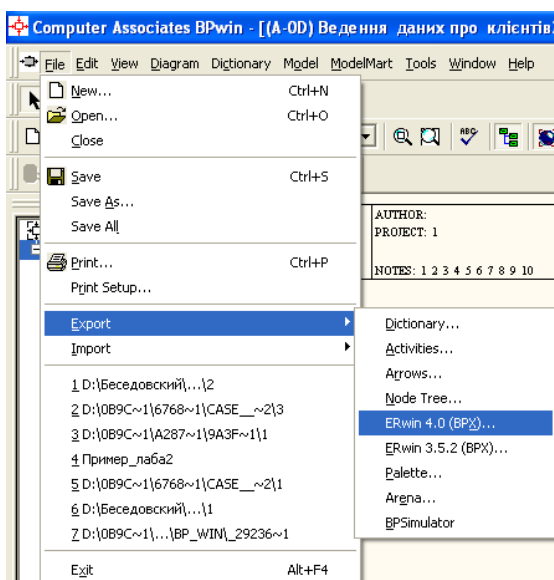 Computer Associates BPwin - [(A-0D) Ведення даних про клієнтів
File Edit View Diagram Dictionary Model ModelMart Tools Window Help
New... Ctrl+N
Open... Ctrl+O
Close
Save Ctrl+S
Save As...
Save All
AUTHOR:
PROJECT: 1
NOTES: 1 2 3 4 5 6 7 8 9 10
Print... Ctrl+P
Print Setup...
Export
Import
1 D:\Беседовский\...\2
2 D:\0B9C~1\6768~1\CASE__~2\3
3 D:\0B9C~1\A287~1\9A3F~1\1
4 Пример_лаба2
5 D:\0B9C~1\6768~1\CASE__~2\1
6 D:\Беседовский\...\1
7 D:\0B9C~1\...\BP_WIN\_29236~1
Exit Alt+F4
Dictionary...
Activities...
Arrows...
Node Tree...
ERwin 4.0 (BPX)...
ERwin 3.5.2 (BPX)...
Palette...
Arena...
BPSimulator
ABC